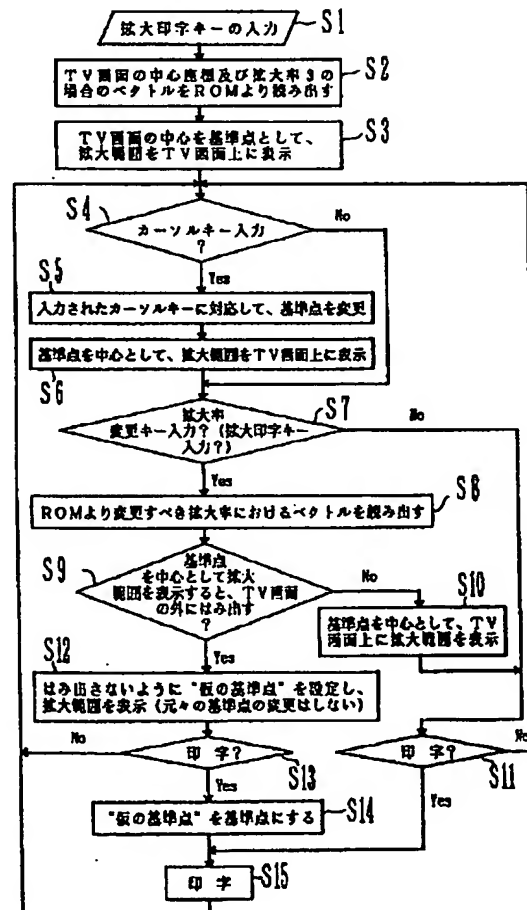 拡大印字キーの入力
S1
S2
TV画面の中心座標及び拡大率3の
場合のベクトルをROMより読み出す
S3
TV画面の中心を基準点として、
拡大範囲をTV画面上に表示
S4
カーソルキー入力
?
No
Yes
S5
入力されたカーソルキーに対応して、基準点を変更
基準点を中心として、拡大範囲をTV画面上に表示
S6
S7
拡大率
変更キー入力?(拡大印字キー
入力?)
No
Yes
S8
ROMより変更すべき拡大率におけるベクトルを読み出す
S9
基準点
を中心として拡大
範囲を表示すると、TV画面
の外にはみ出す
?
No
S10
基準点を中心として、TV
画面上に拡大範囲を表示
Yes
S12
はみ出さないように"仮の基準点"を設定し、
拡大範囲を表示(元々の基準点の変更はしない)
No
印字?
S13
印字?
No
S11
Yes
Yes
S14
"仮の基準点"を基準点にする
印字
S15